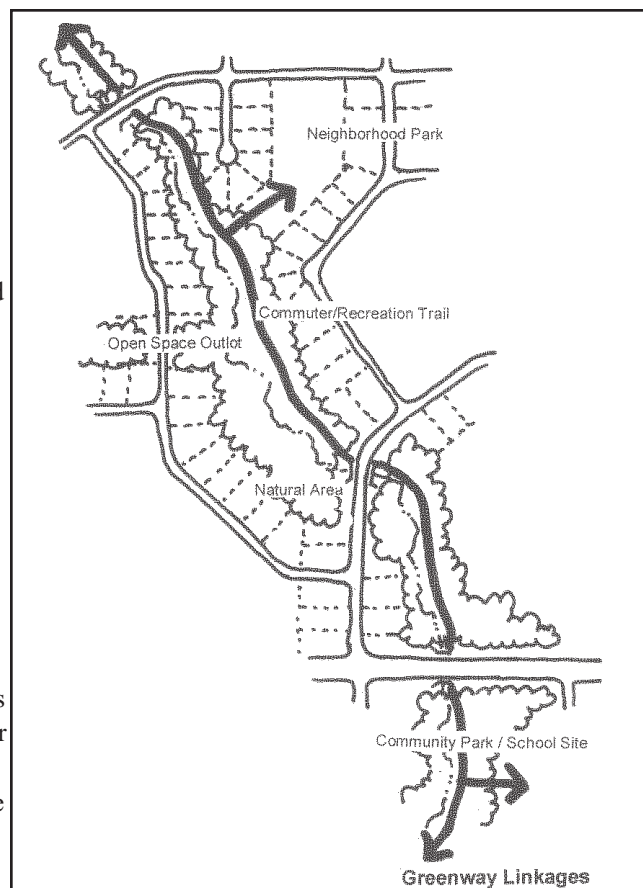 Neighborhood Park
Commuter/Recreation Trail
Open Space Outlot
Natural Area
Community Park / School Site
Greenway Linkages